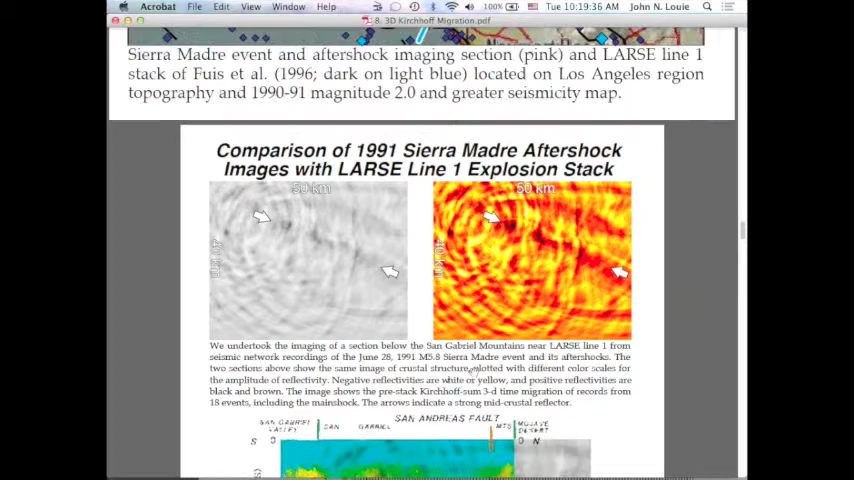 Acrobat File Edit View Window Help 100% Tue 10:19:36 AM John N. Louie
8. 3D Kirchhoff Migration.pdf
Sierra Madre event and aftershock imaging section (pink) and LARSE line 1
stack of Fuis et al. (1996; dark on light blue) located on Los Angeles region
topography and 1990-91 magnitude 2.0 and greater seismicity map.
Comparison of 1991 Sierra Madre Aftershock
Images with LARSE Line 1 Explosion Stack
50 km 50 km
40 km 40 km
We undertook the imaging of a section below the San Gabriel Mountains near LARSE line 1 from
seismic network recordings of the June 28, 1991 M5.8 Sierra Madre event and its aftershocks. The
two sections above show the same image of crustal structure, plotted with different color scales for
the amplitude of reflectivity. Negative reflectivities are white or yellow, and positive reflectivities are
black and brown. The image shows the pre-stack Kirchhoff-sum 3-d time migration of records from
18 events, including the mainshock. The arrows indicate a strong mid-crustal reflector.
SAN ANDREAS FAULT
SAN GABRIEL SAN GABRIEL MTS MOJAVE
VALLEY DESERT
S 0 0 N